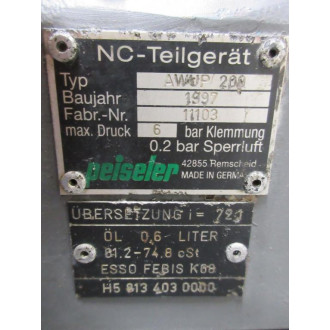 NC-Teilgerät
Typ AWUP
Baujahr 1997
Fabr.-Nr. 11103
max. Druck 6 bar Klemmung
0.2 bar Sperrluft
peiseler
42855 Remscheid
MADE IN GERMANY
ÜBERSETZUNG i =
ÖL 0,6 LITER
61.2-74.8 cSt
ESSO FEBIS K68
H5 813 403 0000